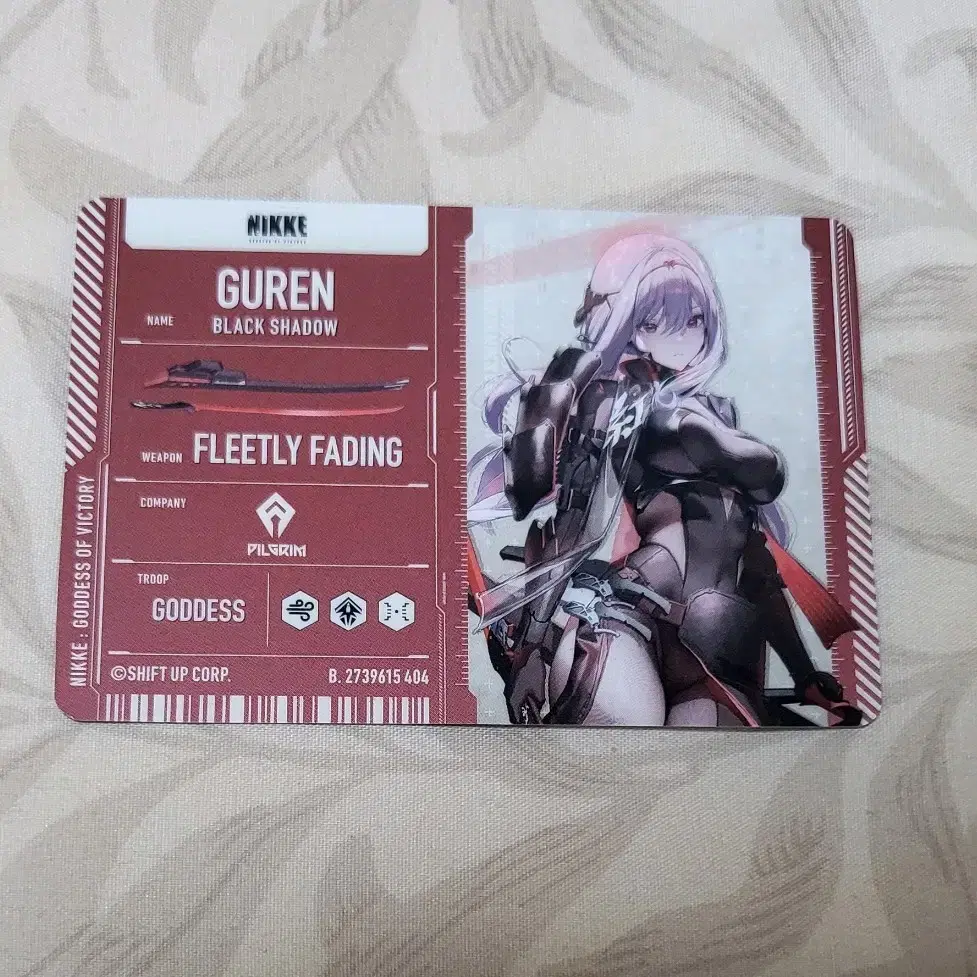 NIKKE
GUREN
NAME
BLACK SHADOW
WEAPON FLEETLY FADING
COMPANY
PILGRIM
TROOP
GODDESS
©SHIFT UP CORP.
B. 2739615 404
NIKKE : GODDESS OF VICTORY
紅